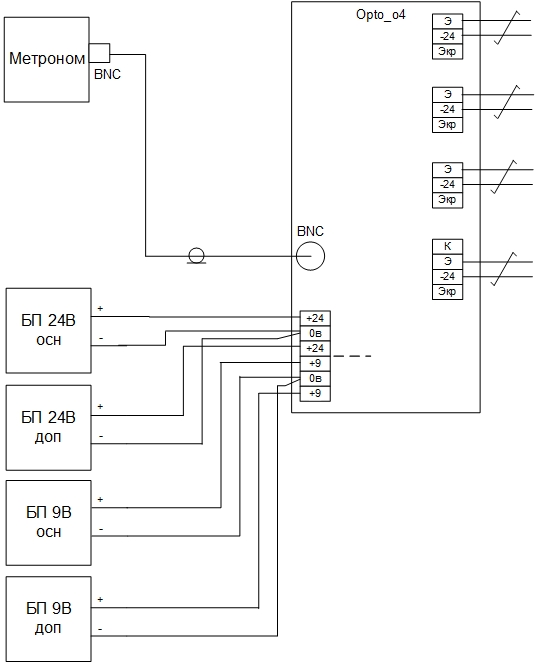 Opto_o4
Метроном
BNC
Э
-24
Экр
Э
-24
Экр
Э
-24
Экр
BNC
К
Э
-24
Экр
БП 24В
осн
+
-
+24
0в
+24
+9
0в
+9
БП 24В
доп
+
-
БП 9В
осн
+
-
БП 9В
доп
+
-